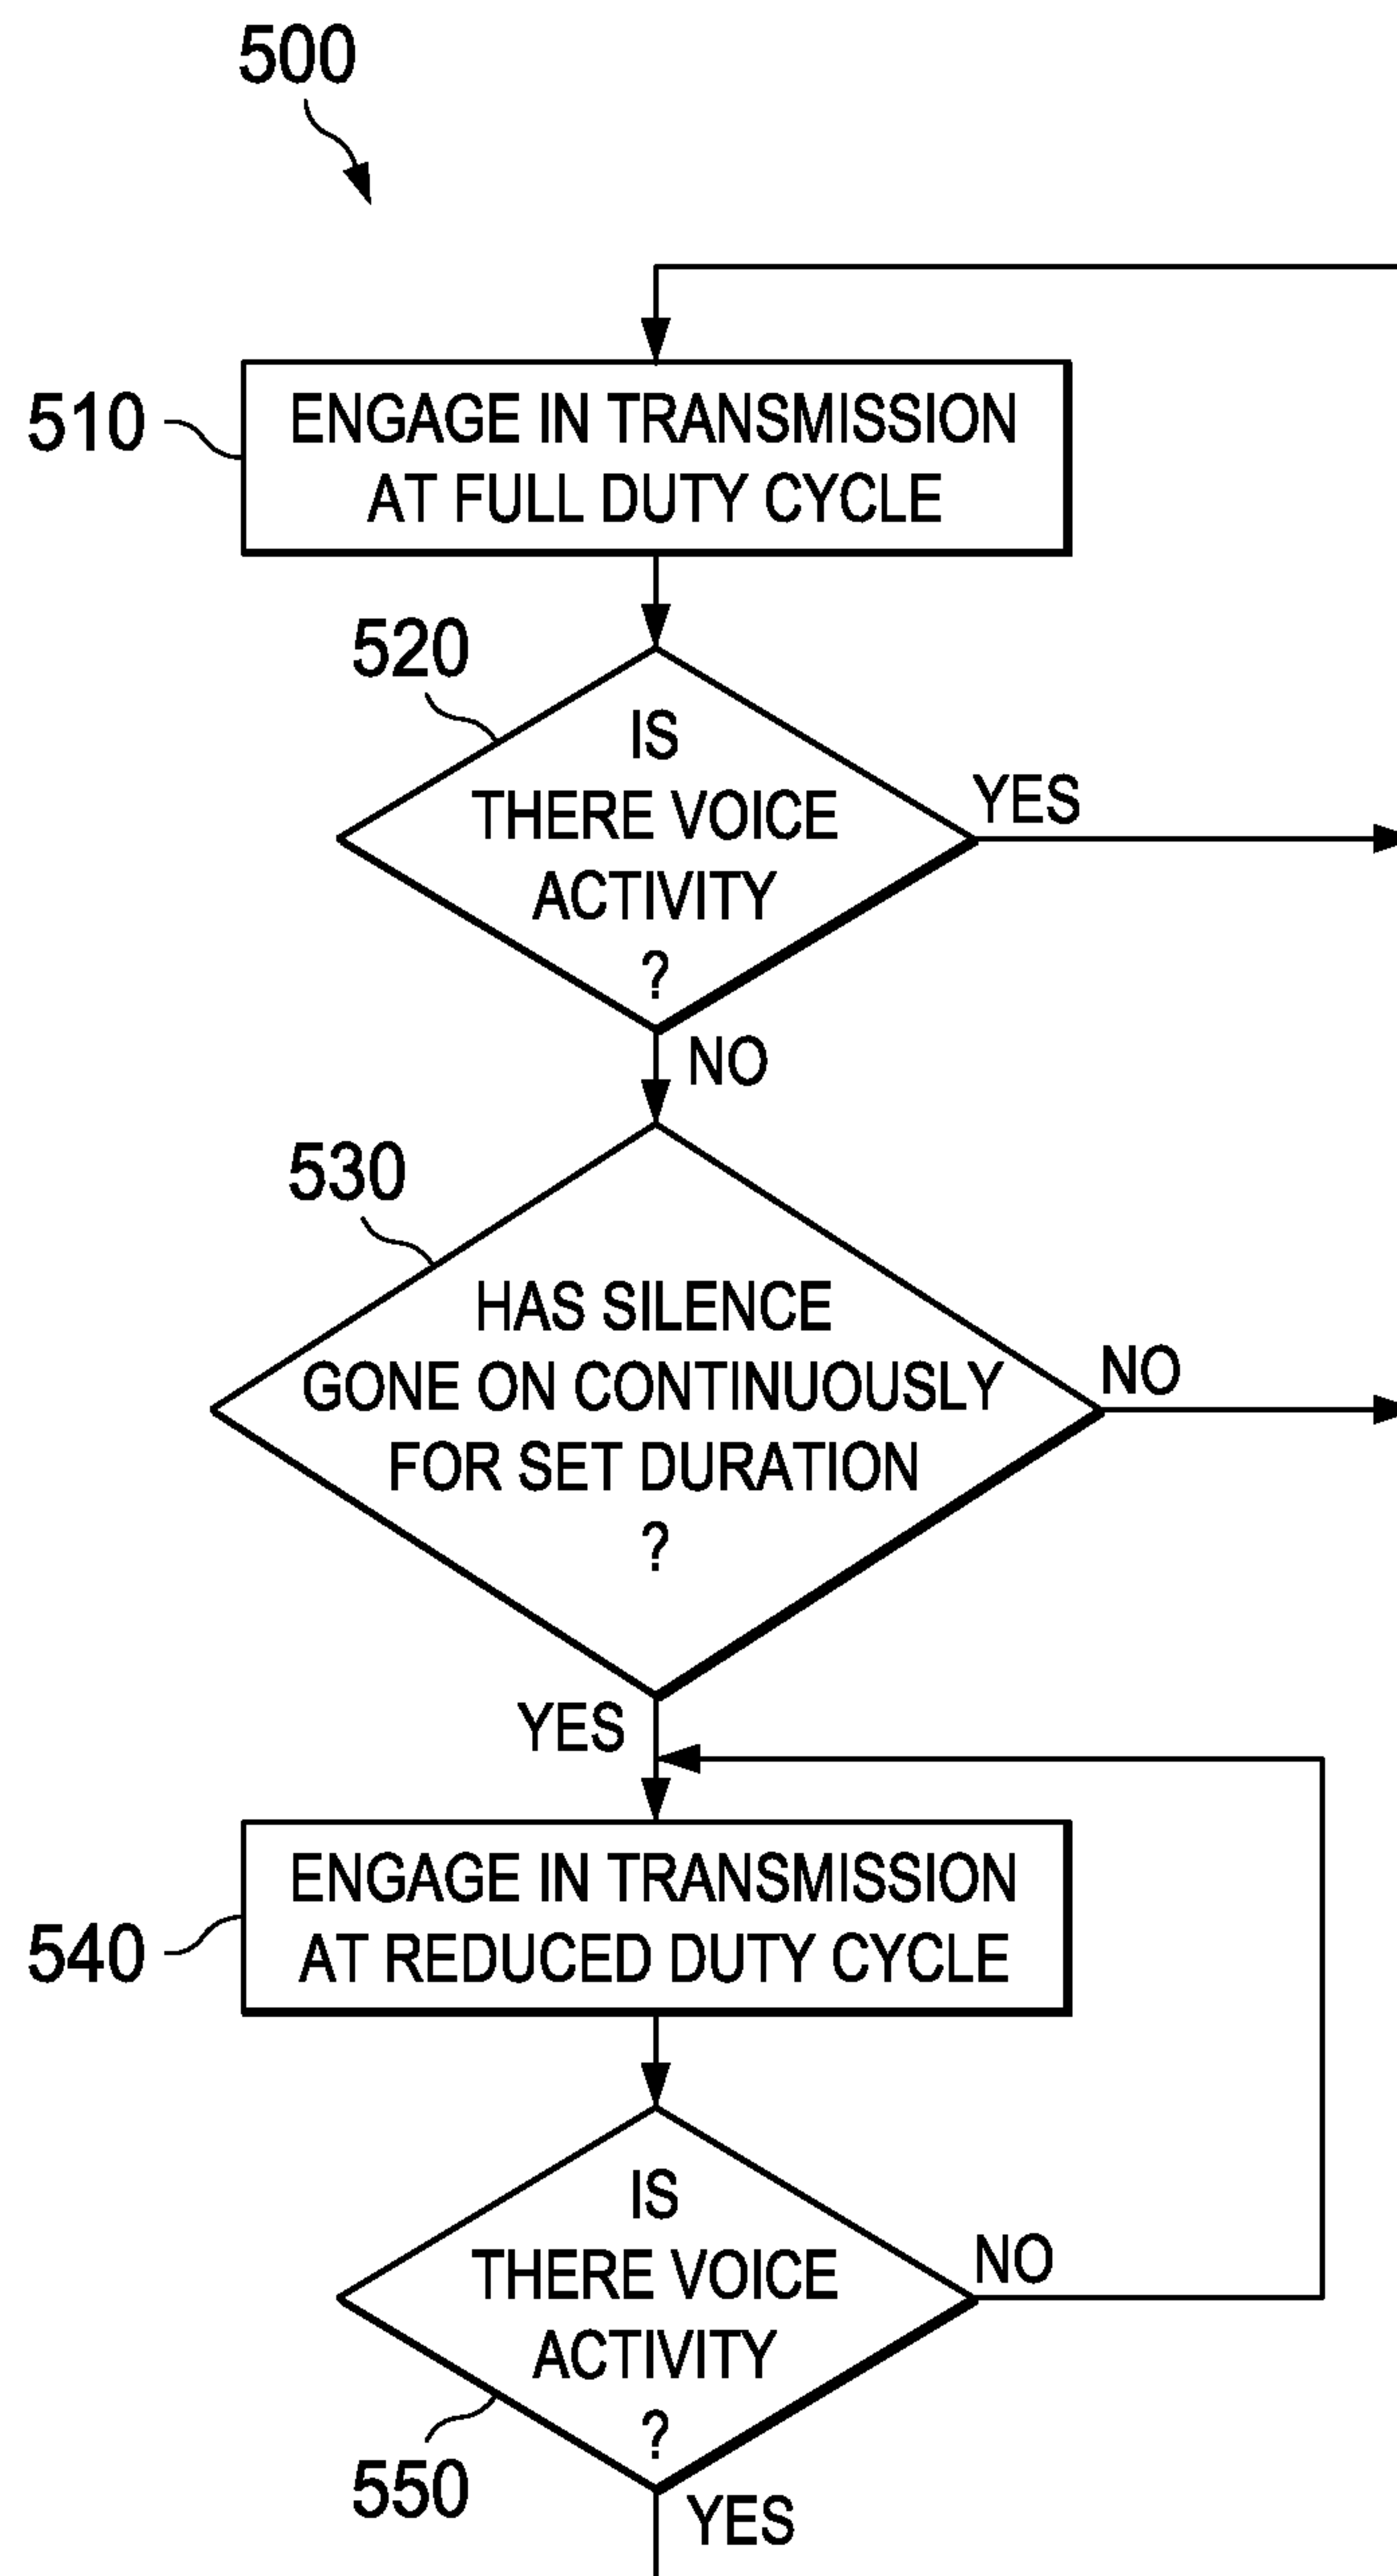 500
510
ENGAGE IN TRANSMISSION
AT FULL DUTY CYCLE
520
IS
THERE VOICE
ACTIVITY
?
YES
NO
530
HAS SILENCE
GONE ON CONTINUOUSLY
FOR SET DURATION
?
NO
YES
540
ENGAGE IN TRANSMISSION
AT REDUCED DUTY CYCLE
IS
THERE VOICE
ACTIVITY
?
NO
550
YES